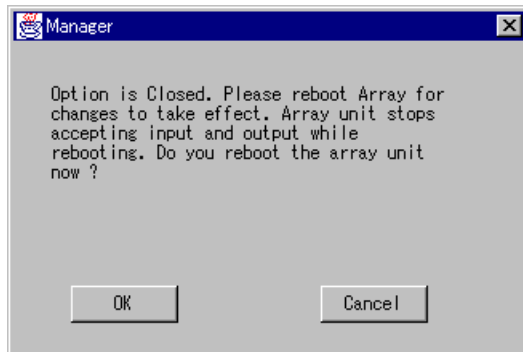 Manager
Option is Closed. Please reboot Array for
changes to take effect. Array unit stops
accepting input and output while
rebooting. Do you reboot the array unit
now ?
OK
Cancel